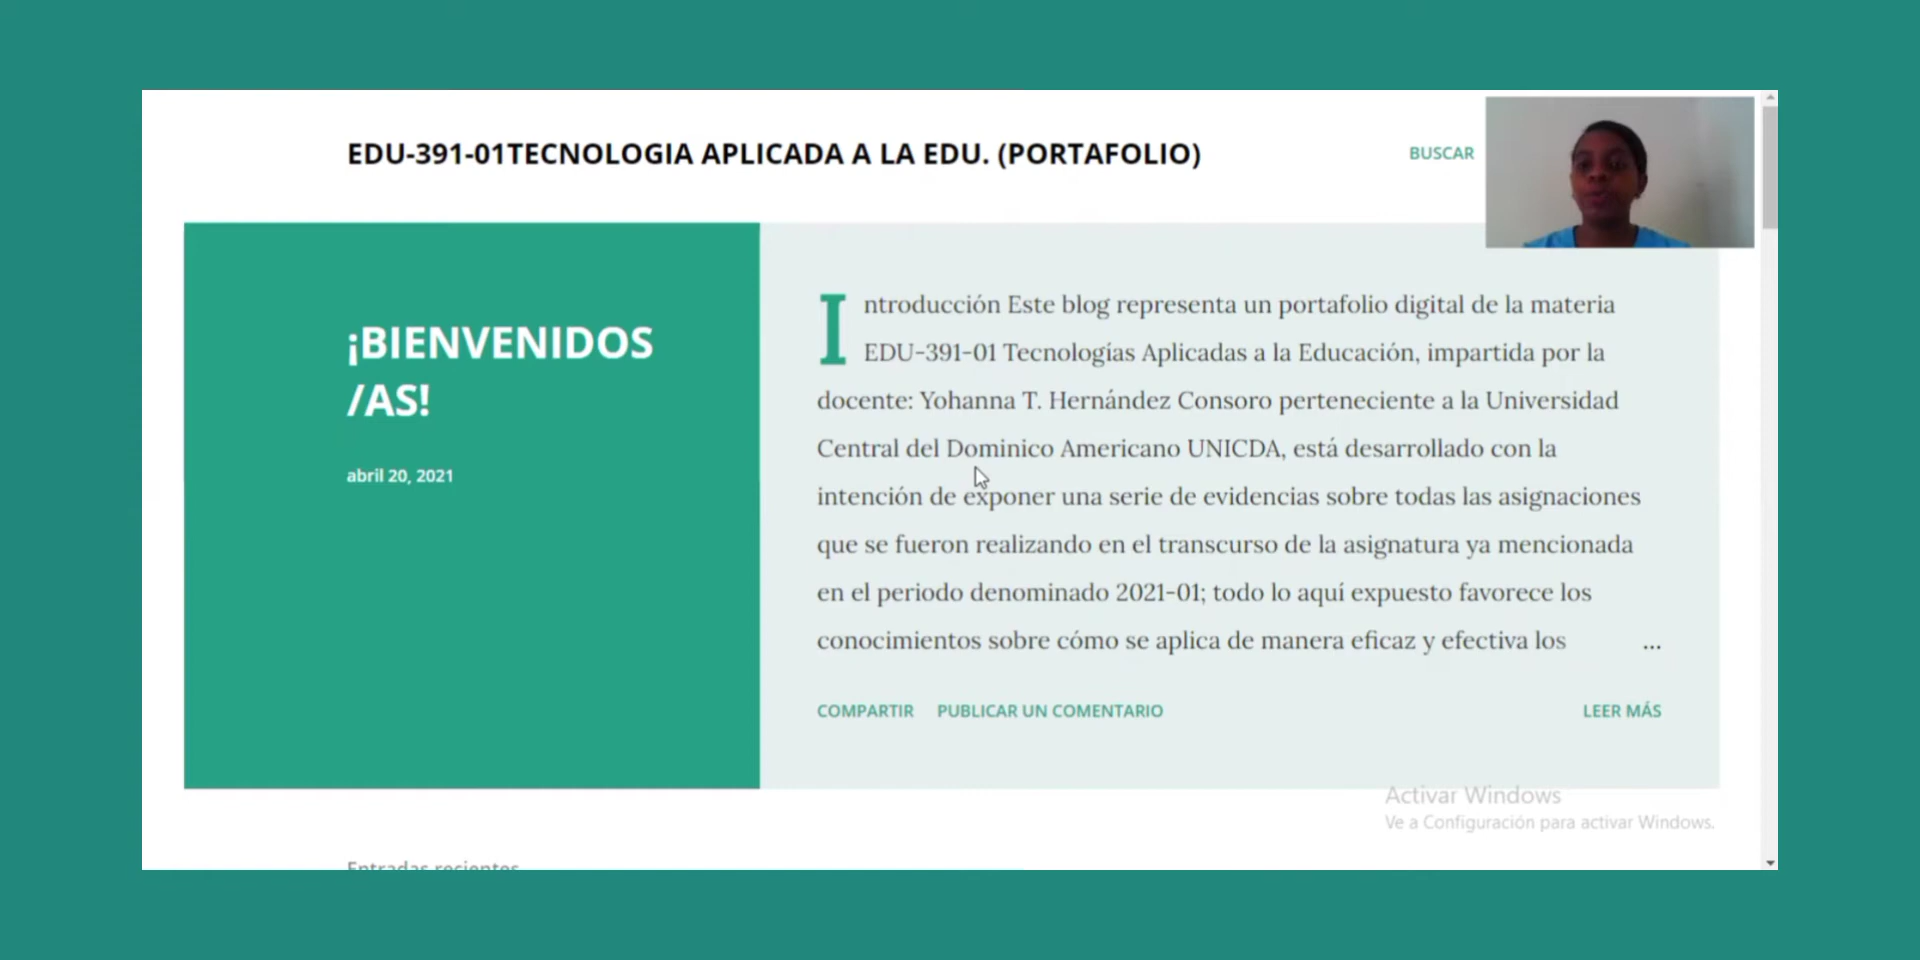 EDU-391-01TECNOLOGIA APLICADA A LA EDU. (PORTAFOLIO)
BUSCAR
¡BIENVENIDOS
/AS!
abril 20, 2021
Introducción Este blog representa un portafolio digital de la materia
EDU-391-01 Tecnologías Aplicadas a la Educación, impartida por la
docente: Yohanna T. Hernández Consoro perteneciente a la Universidad
Central del Dominico Americano UNICDA, está desarrollado con la
intención de exponer una serie de evidencias sobre todas las asignaciones
que se fueron realizando en el transcurso de la asignatura ya mencionada
en el periodo denominado 2021-01; todo lo aquí expuesto favorece los
conocimientos sobre cómo se aplica de manera eficaz y efectiva los ...
COMPARTIR PUBLICAR UN COMENTARIO LEER MÁS
Activar Windows
Ve a Configuración para activar Windows.
Entradas recientes